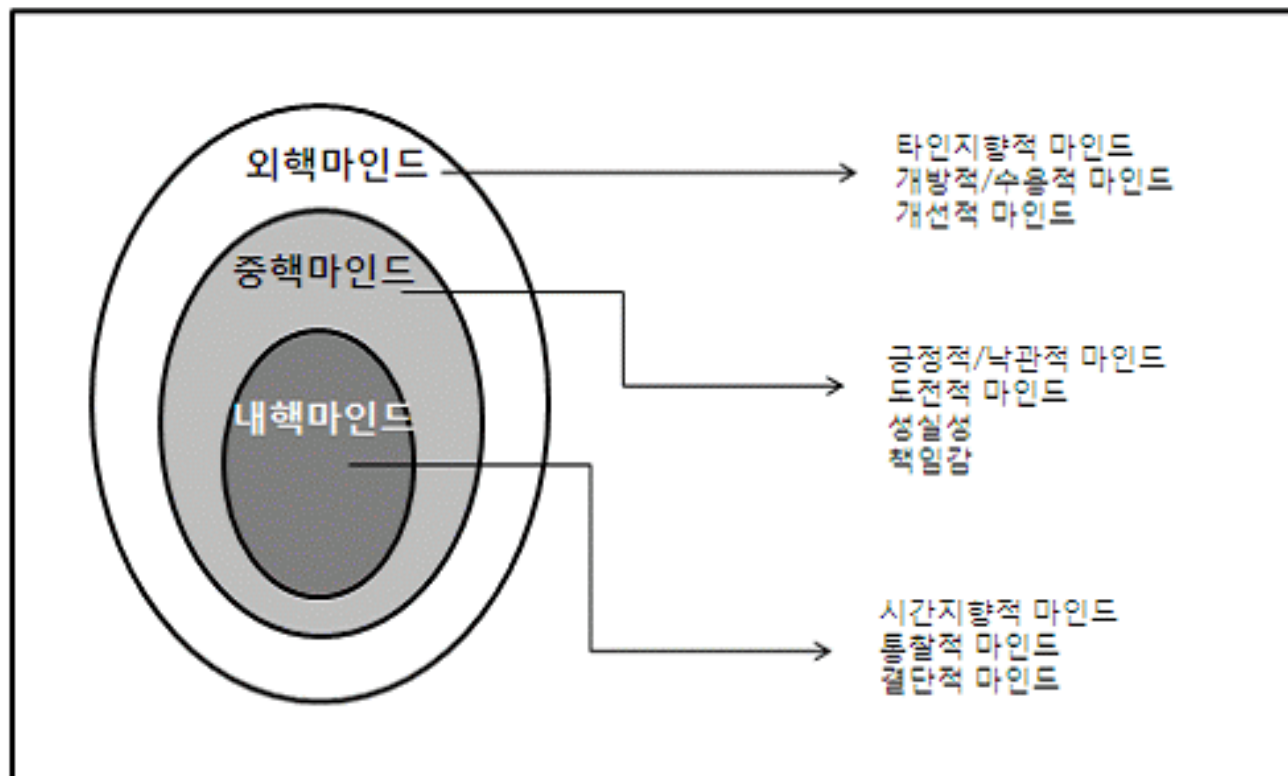 외핵마인드
타인지향적 마인드
개방적/수용적 마인드
개선적 마인드
중핵마인드
긍정적/낙관적 마인드
도전적 마인드
성실성
책임감
내핵마인드
시간지향적 마인드
통찰적 마인드
결단적 마인드